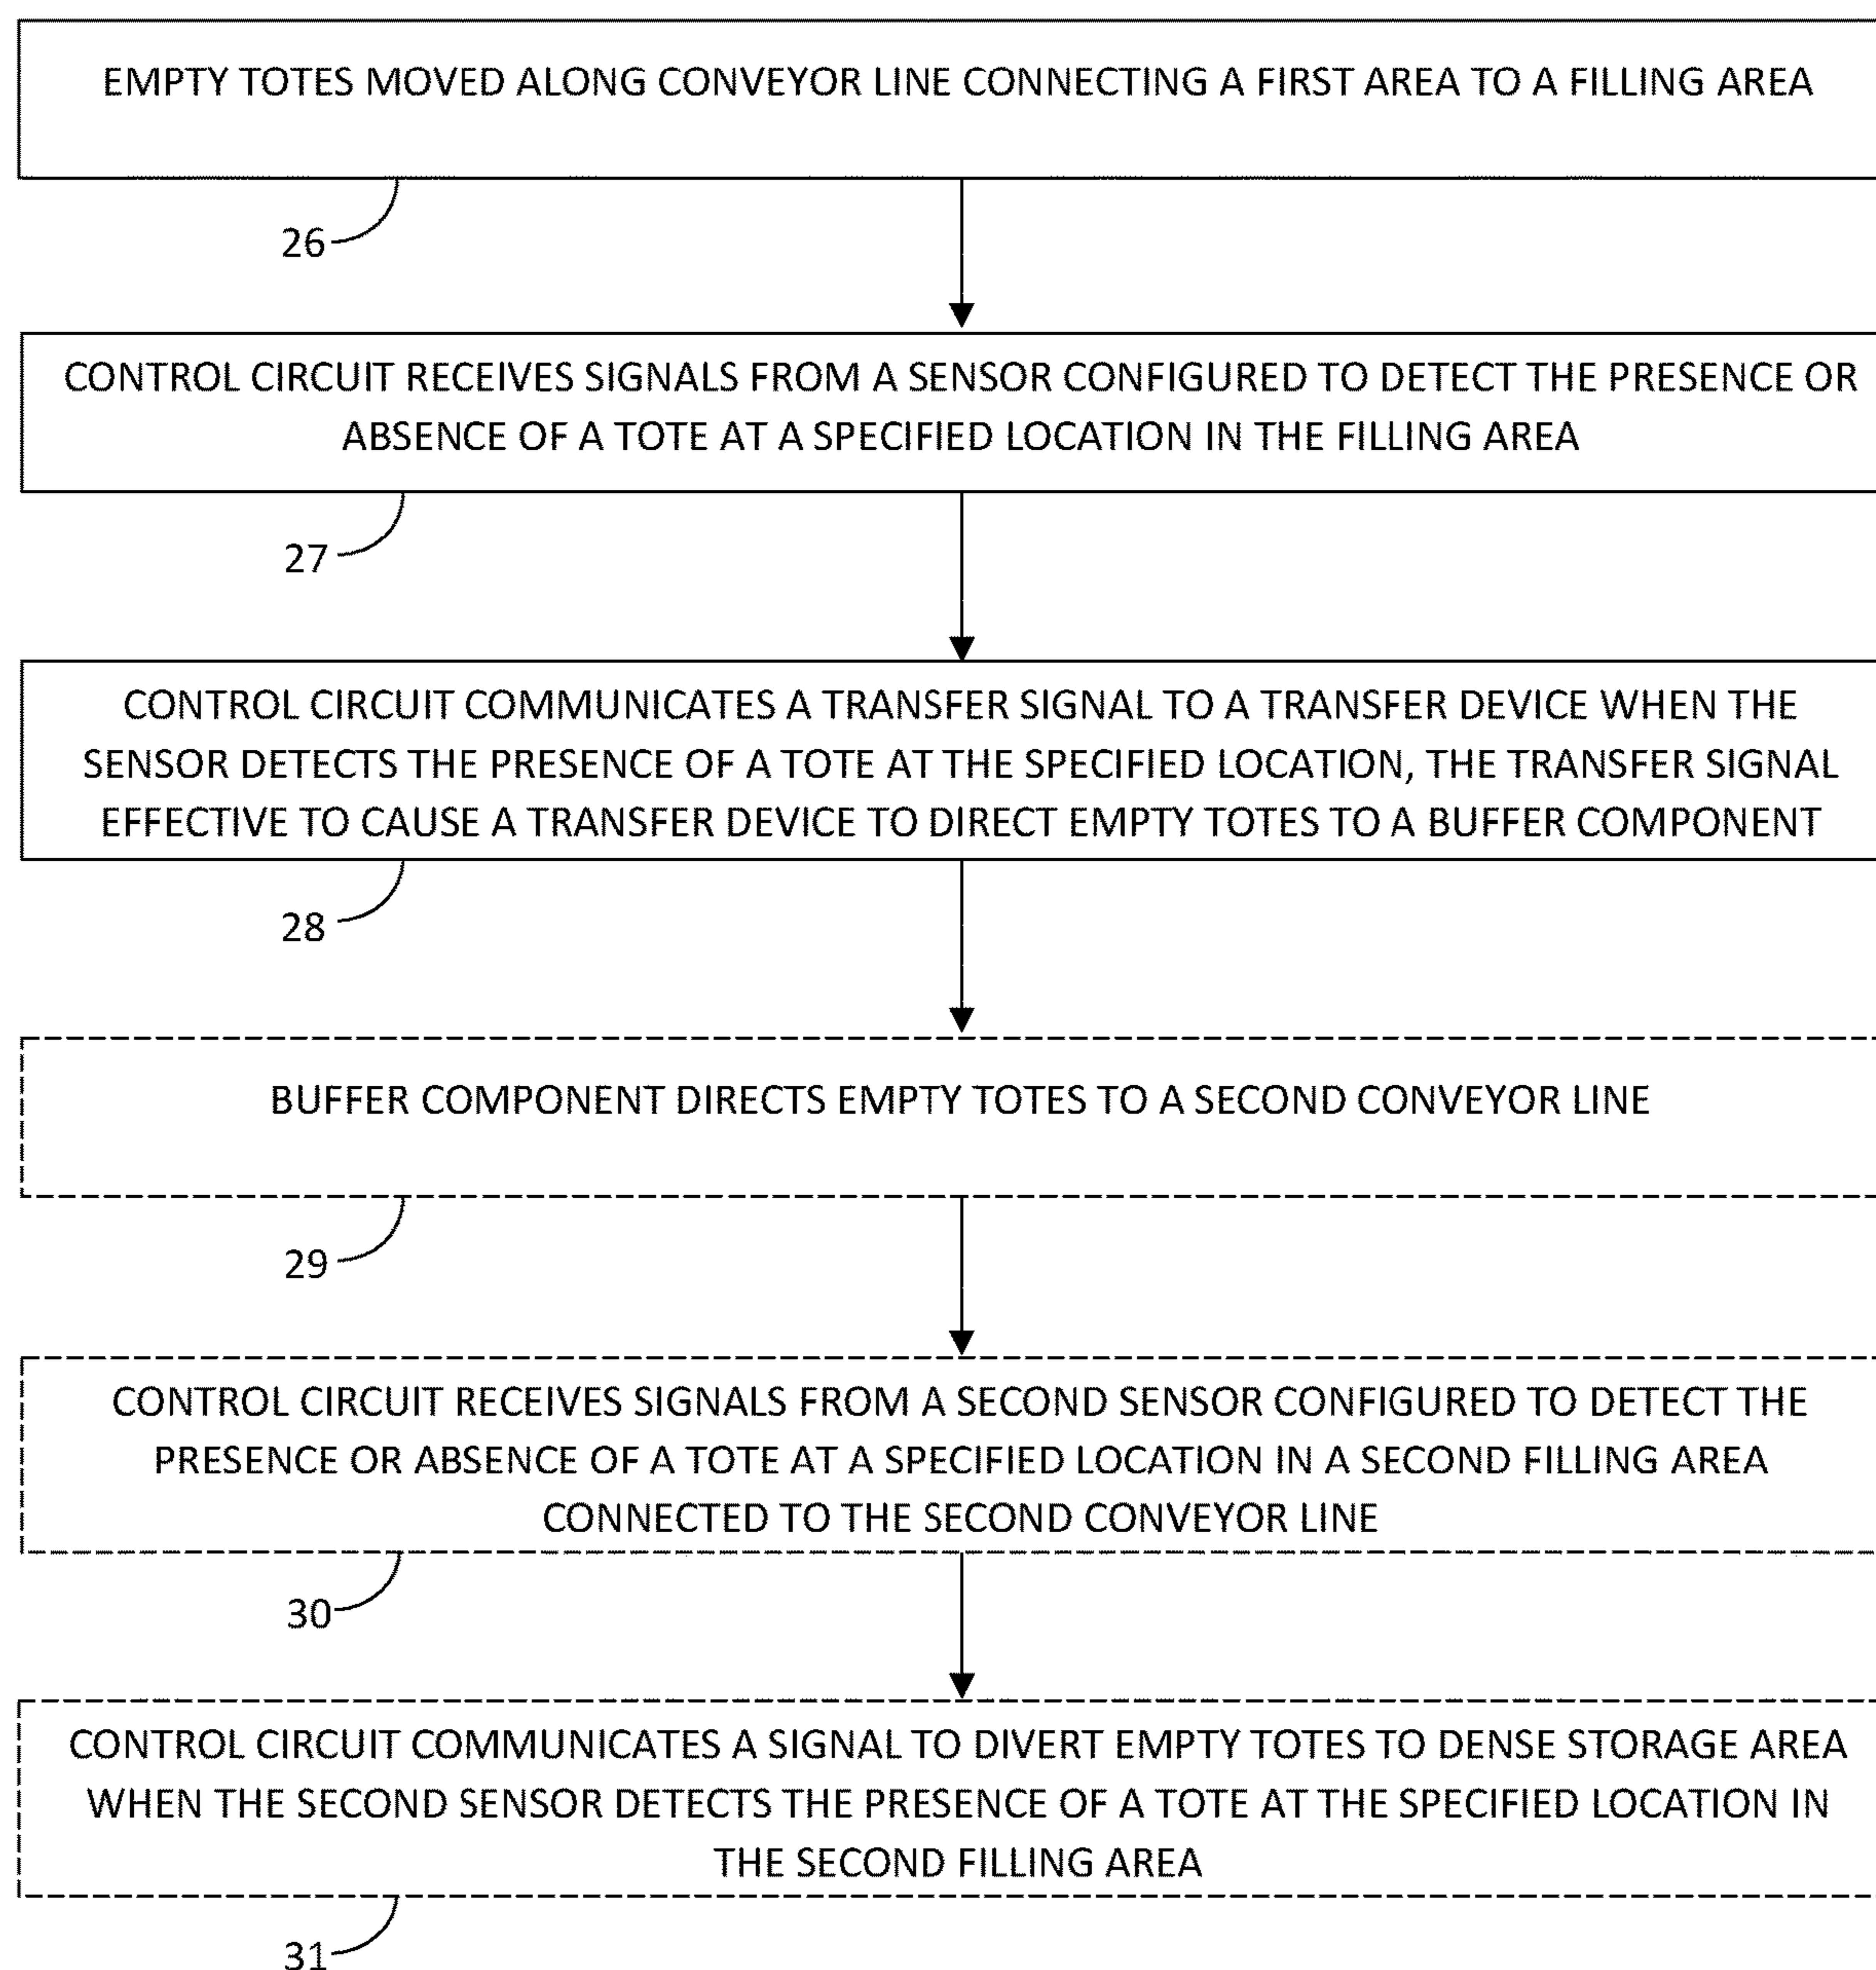 EMPTY TOTES MOVED ALONG CONVEYOR LINE CONNECTING A FIRST AREA TO A FILLING AREA
26
CONTROL CIRCUIT RECEIVES SIGNALS FROM A SENSOR CONFIGURED TO DETECT THE PRESENCE OR
ABSENCE OF A TOTE AT A SPECIFIED LOCATION IN THE FILLING AREA
27
CONTROL CIRCUIT COMMUNICATES A TRANSFER SIGNAL TO A TRANSFER DEVICE WHEN THE
SENSOR DETECTS THE PRESENCE OF A TOTE AT THE SPECIFIED LOCATION, THE TRANSFER SIGNAL
EFFECTIVE TO CAUSE A TRANSFER DEVICE TO DIRECT EMPTY TOTES TO A BUFFER COMPONENT
28
BUFFER COMPONENT DIRECTS EMPTY TOTES TO A SECOND CONVEYOR LINE
29
CONTROL CIRCUIT RECEIVES SIGNALS FROM A SECOND SENSOR CONFIGURED TO DETECT THE
PRESENCE OR ABSENCE OF A TOTE AT A SPECIFIED LOCATION IN A SECOND FILLING AREA
CONNECTED TO THE SECOND CONVEYOR LINE
30
CONTROL CIRCUIT COMMUNICATES A SIGNAL TO DIVERT EMPTY TOTES TO DENSE STORAGE AREA
WHEN THE SECOND SENSOR DETECTS THE PRESENCE OF A TOTE AT THE SPECIFIED LOCATION IN
THE SECOND FILLING AREA
31